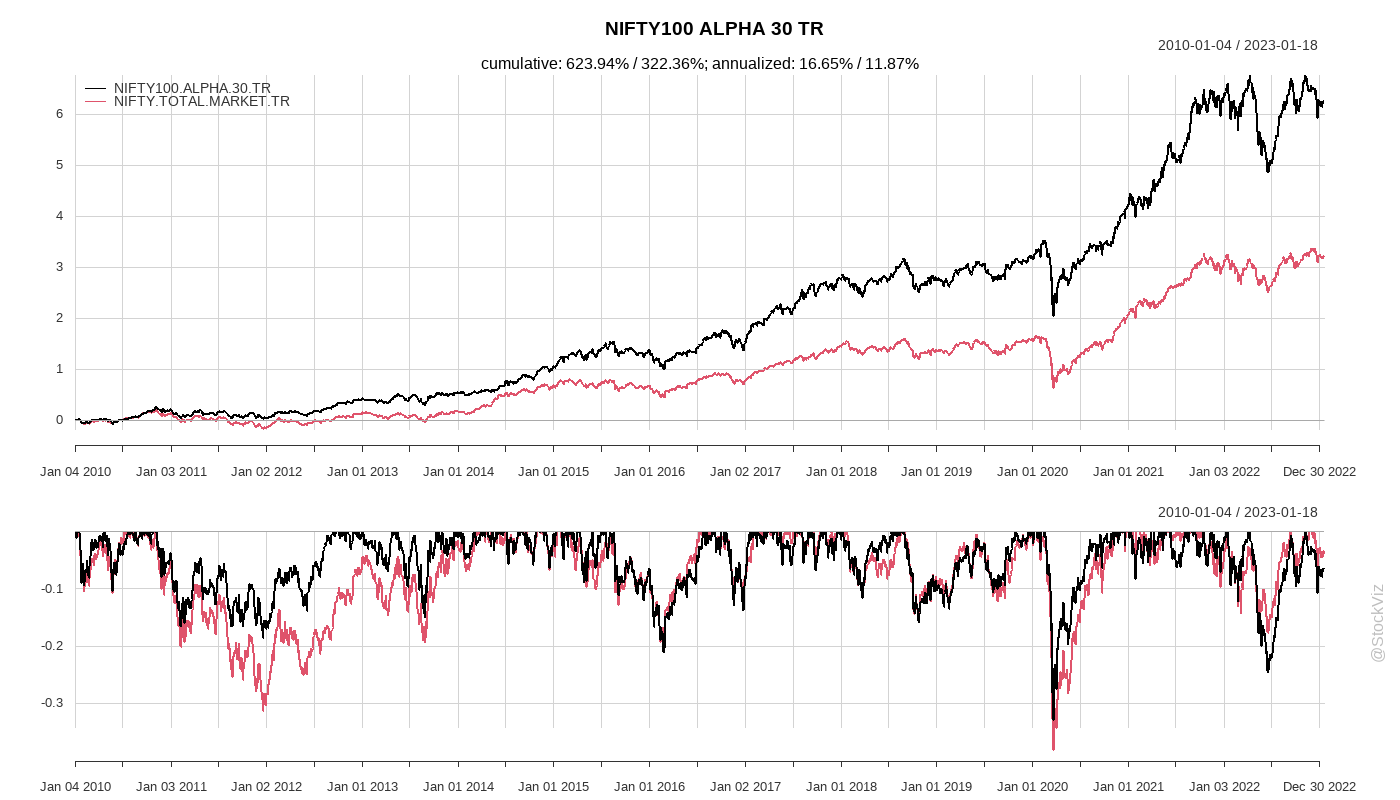 NIFTY100 ALPHA 30 TR
2010-01-04 / 2023-01-18
cumulative: 623.94% / 322.36%; annualized: 16.65% / 11.87%
NIFTY100.ALPHA.30.TR
NIFTY.TOTAL.MARKET.TR
6
5
4
3
2
1
0
Jan 04 2010 Jan 03 2011 Jan 02 2012 Jan 01 2013 Jan 01 2014 Jan 01 2015 Jan 01 2016 Jan 02 2017 Jan 01 2018 Jan 01 2019 Jan 01 2020 Jan 01 2021 Jan 03 2022 Dec 30 2022
2010-01-04 / 2023-01-18
-0.1
-0.2
-0.3
Jan 04 2010 Jan 03 2011 Jan 02 2012 Jan 01 2013 Jan 01 2014 Jan 01 2015 Jan 01 2016 Jan 02 2017 Jan 01 2018 Jan 01 2019 Jan 01 2020 Jan 01 2021 Jan 03 2022 Dec 30 2022
@StockViz